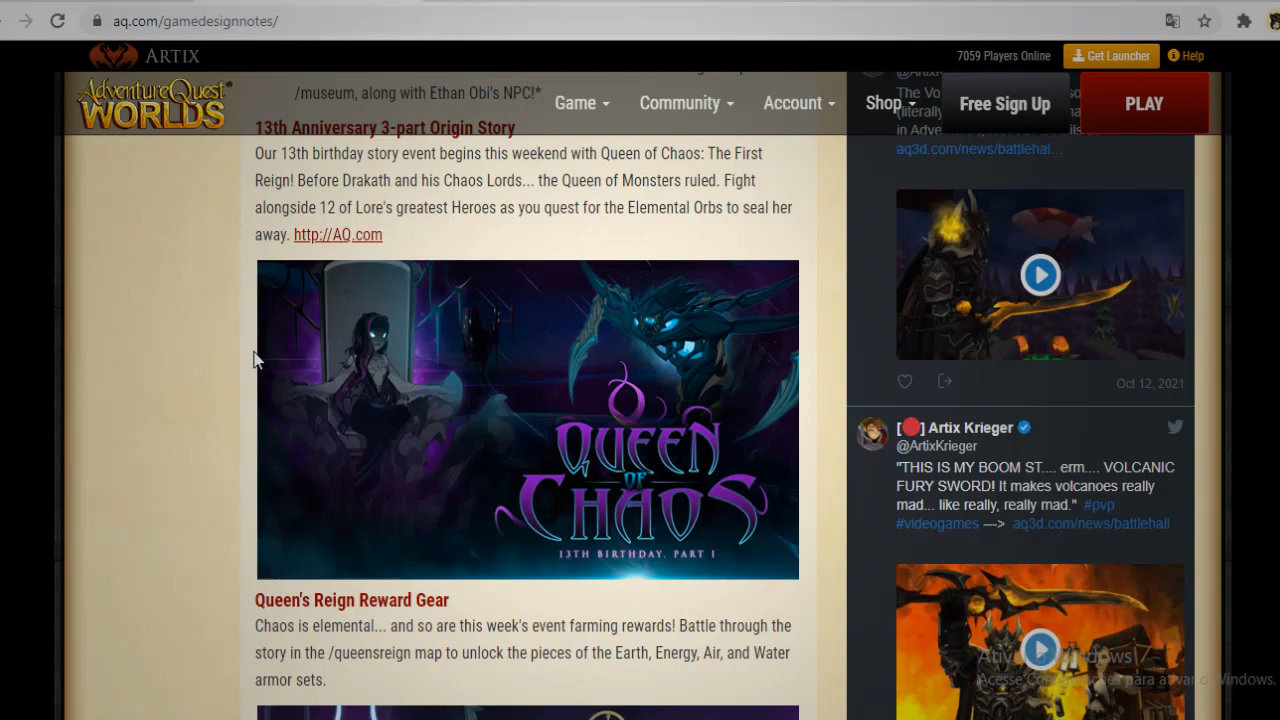 aq.com/gamedesignnotes/
ARTIX
7059 Players Online
Get Launcher
Help
AdventureQuest
WORLDS
Game
Community
Account
Shop
Free Sign Up
PLAY
/museum, along with Ethan Obi's NPC!*
13th Anniversary 3-part Origin Story
Our 13th birthday story event begins this weekend with Queen of Chaos: The First
Reign! Before Drakath and his Chaos Lords... the Queen of Monsters ruled. Fight
alongside 12 of Lore's greatest Heroes as you quest for the Elemental Orbs to seal her
away. http://AQ.com
QUEEN
OF
CHAOS
13TH BIRTHDAY. PART 1
Queen's Reign Reward Gear
Chaos is elemental... and so are this week's event farming rewards! Battle through the
story in the /queensreign map to unlock the pieces of the Earth, Energy, Air, and Water
armor sets.
The Vo
(literally
in Adve
aq3d.com/news/battlehal...
Oct 12, 2021
[🔴] Artix Krieger
@ArtixKrieger
"THIS IS MY BOOM ST.... erm.... VOLCANIC
FURY SWORD! It makes volcanoes really
mad... like really, really mad." #pvp
#videogames —-> aq3d.com/news/battlehall